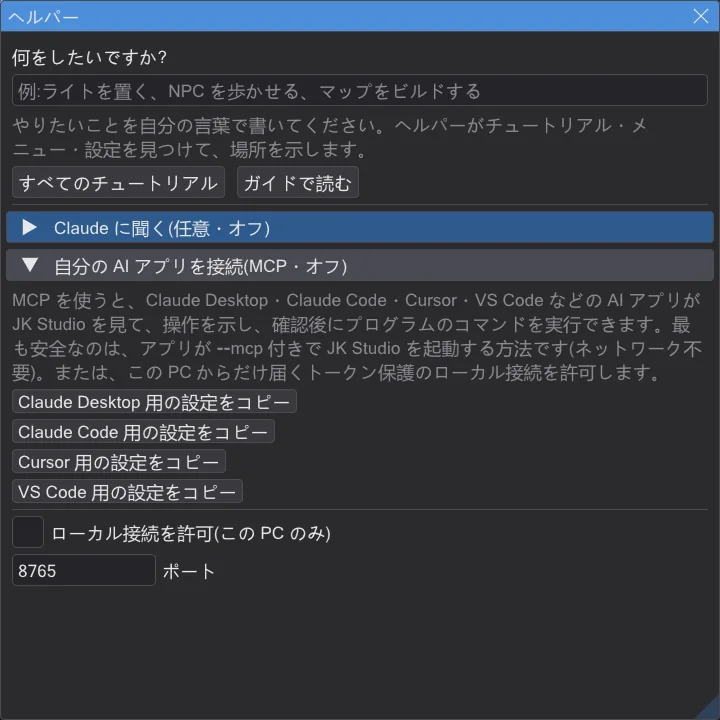 ヘルパー
何をしたいですか?
例:ライトを置く、NPC を歩かせる、マップをビルドする
やりたいことを自分の言葉で書いてください。ヘルパーがチュートリアル・メ
ニュー・設定を見つけて、場所を示します。
すべてのチュートリアル ガイドで読む
Claude に聞く(任意・オフ)
自分の AI アプリを接続(MCP・オフ)
MCP を使うと、Claude Desktop・Claude Code・Cursor・VS Code などの AI アプリが
JK Studio を見て、操作を示し、確認後にプログラムのコマンドを実行できます。最
も安全なのは、アプリが --mcp 付きで JK Studio を起動する方法です(ネットワーク不
要)。または、この PC からだけ届くトークン保護のローカル接続を許可します。
Claude Desktop 用の設定をコピー
Claude Code 用の設定をコピー
Cursor 用の設定をコピー
VS Code 用の設定をコピー
ローカル接続を許可(この PC のみ)
8765 ポート